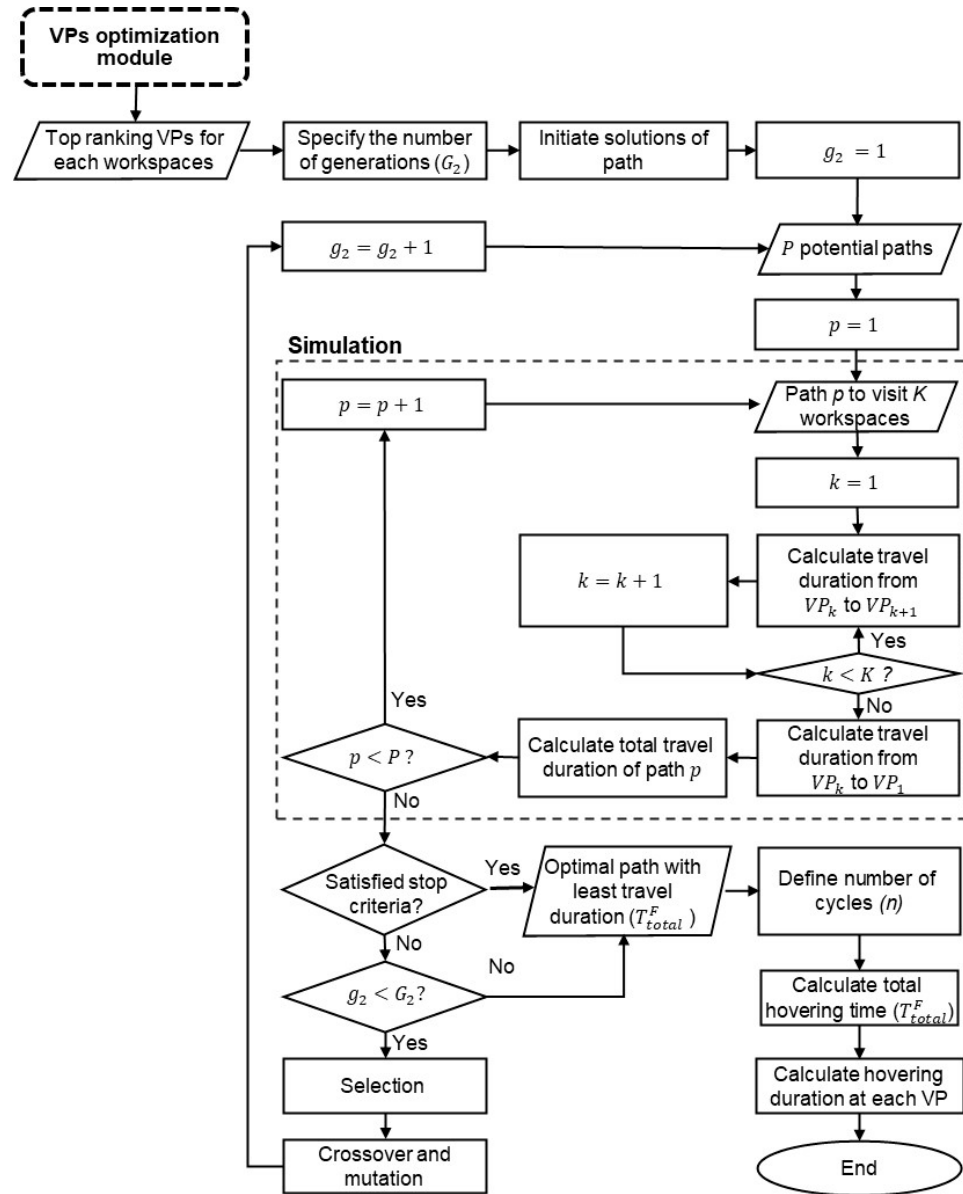 VPs optimization
module
Top ranking VPs for
each workspaces
Specify the number
of generations (G₂)
Initiate solutions of
path
g₂ = 1
g₂ = g₂ + 1
P potential paths
p = 1
Simulation
p = p + 1
Path p to visit K
workspaces
k = 1
k = k + 1
Calculate travel
duration from
VPₖ to VPₖ₊₁
Yes
k < K ?
No
Yes
p < P ?
Calculate total travel
duration of path p
Calculate travel
duration from
VPₖ to VP₁
No
Satisfied stop
criteria?
Yes
Optimal path with
least travel
duration (T^F_total )
Define number of
cycles (n)
No
No
g₂ < G₂?
Calculate total
hovering time (T^F_total)
Yes
Selection
Calculate hovering
duration at each VP
Crossover and
mutation
End